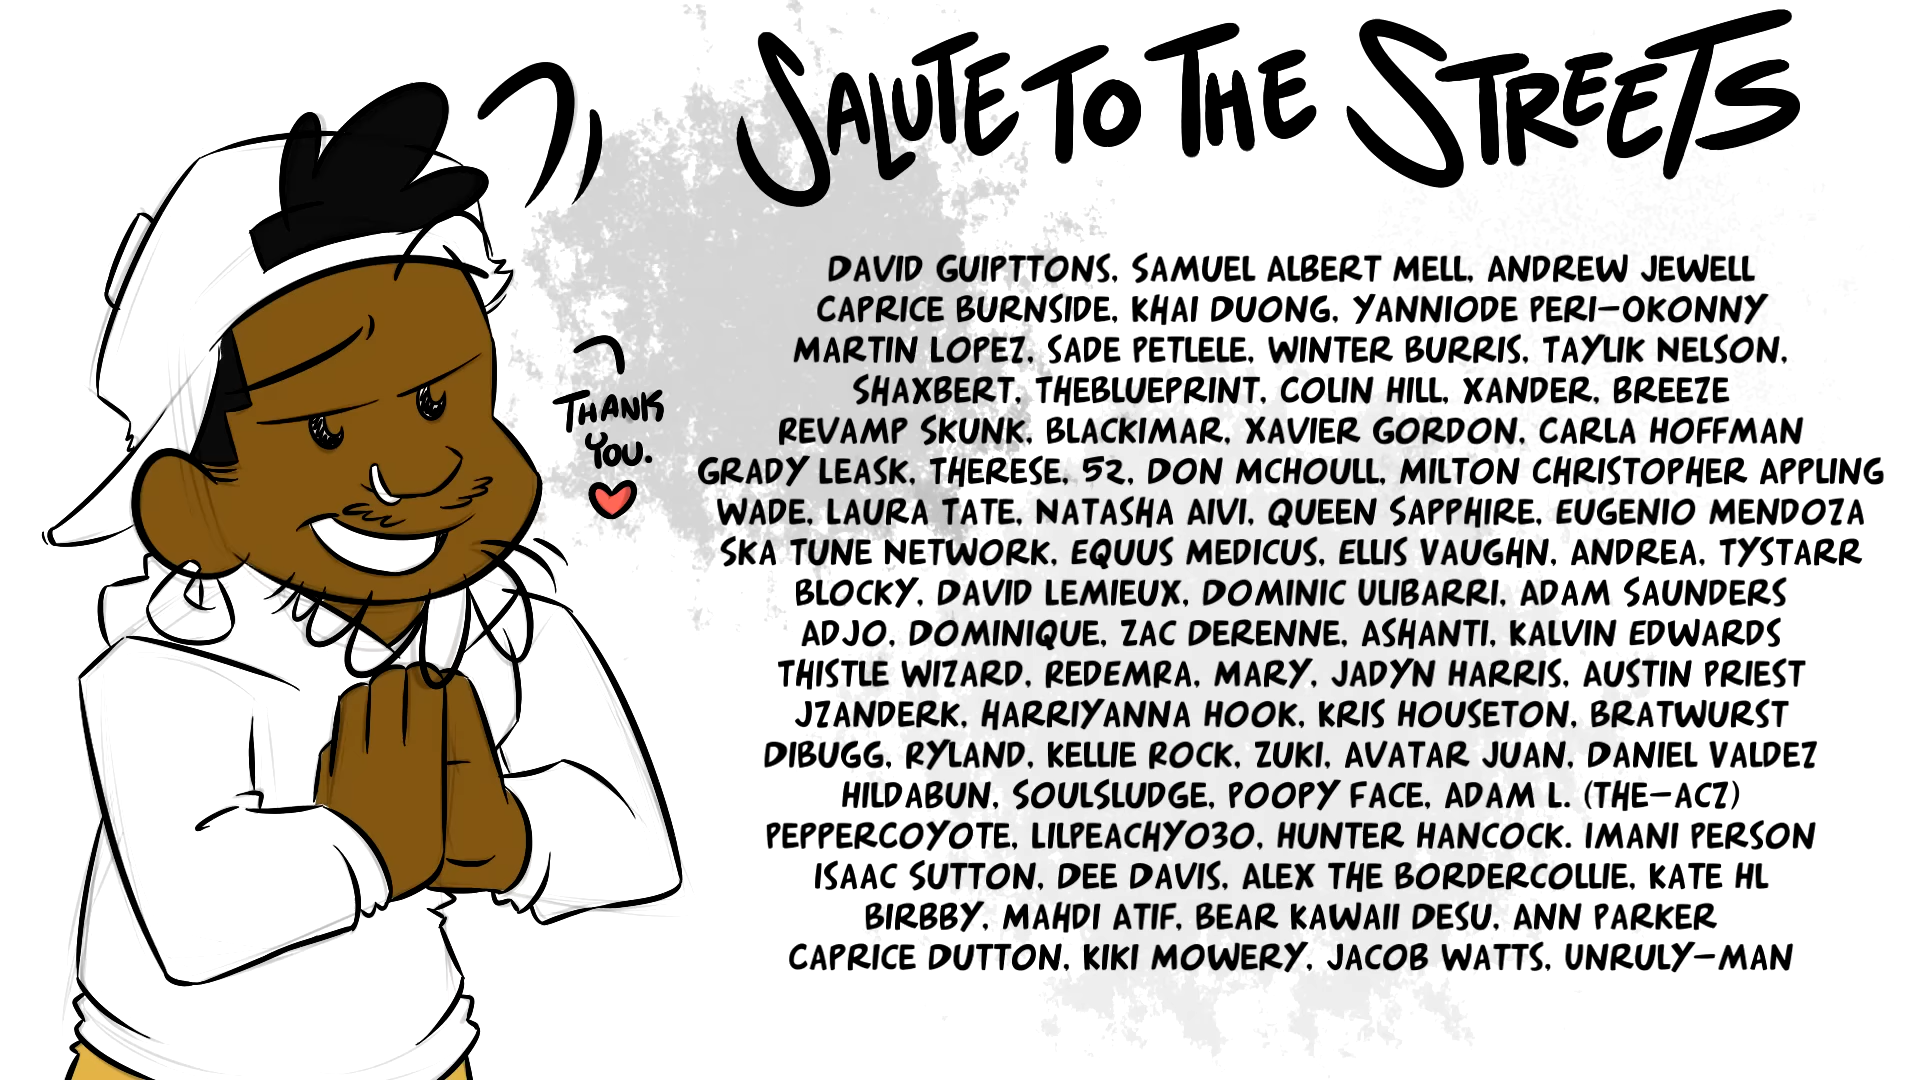 SALUTE TO THE STREETS
THANK
YOU.
DAVID GUIPTTONS, SAMUEL ALBERT MELL, ANDREW JEWELL
CAPRICE BURNSIDE, KHAI DUONG, YANNIODE PERI-OKONNY
MARTIN LOPEZ, SADE PETLELE, WINTER BURRIS, TAYLIK NELSON,
SHAXBERT, THEBLUEPRINT, COLIN HILL, XANDER, BREEZE
REVAMP SKUNK, BLACKIMAR, XAVIER GORDON, CARLA HOFFMAN
GRADY LEASK, THERESE, 52, DON MCHOULL, MILTON CHRISTOPHER APPLING
WADE, LAURA TATE, NATASHA AIVI, QUEEN SAPPHIRE, EUGENIO MENDOZA
SKA TUNE NETWORK, EQUUS MEDICUS, ELLIS VAUGHN, ANDREA, TYSTARR
BLOCKY, DAVID LEMIEUX, DOMINIC ULIBARRI, ADAM SAUNDERS
ADJO, DOMINIQUE, ZAC DERENNE, ASHANTI, KALVIN EDWARDS
THISTLE WIZARD, REDEMRA, MARY, JADYN HARRIS, AUSTIN PRIEST
JZANDERK, HARRIYANNA HOOK, KRIS HOUSETON, BRATWURST
DIBUGG, RYLAND, KELLIE ROCK, ZUKI, AVATAR JUAN, DANIEL VALDEZ
HILDABUN, SOULSLUDGE, POOPY FACE, ADAM L. (THE-ACZ)
PEPPERCOYOTE, LILPEACHY030, HUNTER HANCOCK. IMANI PERSON
ISAAC SUTTON, DEE DAVIS, ALEX THE BORDERCOLLIE, KATE HL
BIRBBY, MAHDI ATIF, BEAR KAWAII DESU, ANN PARKER
CAPRICE DUTTON, KIKI MOWERY, JACOB WATTS, UNRULY-MAN